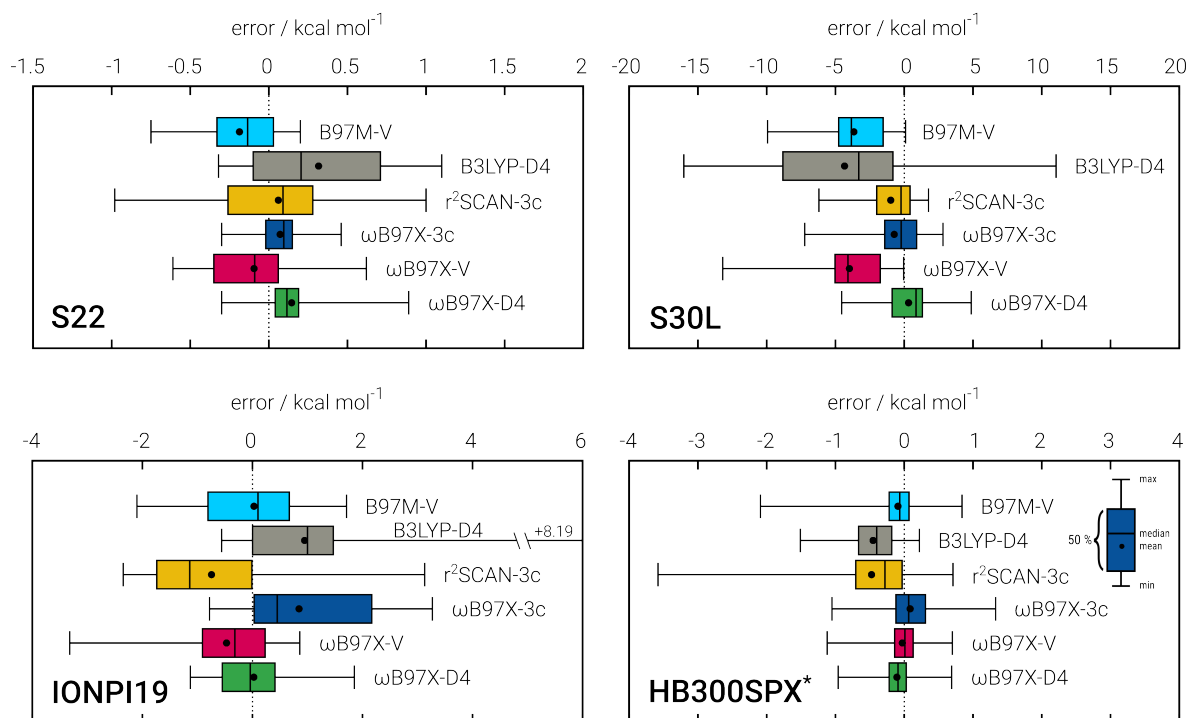 error / kcal mol⁻¹
-1.5 -1 -0.5 0 0.5 1 1.5 2
B97M-V
B3LYP-D4
r²SCAN-3c
ωB97X-3c
ωB97X-V
ωB97X-D4
S22
error / kcal mol⁻¹
-20 -15 -10 -5 0 5 10 15 20
B97M-V
B3LYP-D4
r²SCAN-3c
ωB97X-3c
ωB97X-V
ωB97X-D4
S30L
error / kcal mol⁻¹
-4 -2 0 2 4 6
B97M-V
B3LYP-D4
+8.19
r²SCAN-3c
ωB97X-3c
ωB97X-V
ωB97X-D4
IONPI19
error / kcal mol⁻¹
-4 -3 -2 -1 0 1 2 3 4
B97M-V
B3LYP-D4
r²SCAN-3c
ωB97X-3c
ωB97X-V
ωB97X-D4
HB300SPX*
max
50 %
median
mean
min